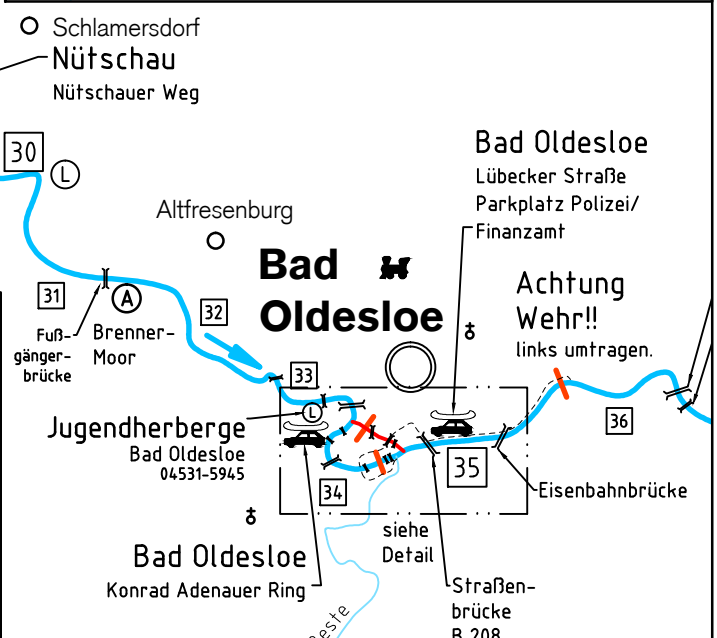 Schlamersdorf
Nütschau
Nütschauer Weg
30
L
Altfresenburg
Bad Oldesloe
Lübecker Straße
Parkplatz Polizei/
Finanzamt
31
A
32
Fuß-
gänger-
brücke
Brenner-
Moor
Bad
Oldesloe
Achtung
Wehr!!
links umtragen.
33
L
Jugendherberge
Bad Oldesloe
04531-5945
34
35
36
Eisenbahnbrücke
siehe
Detail
Bad Oldesloe
Konrad Adenauer Ring
Straßen-
brücke
B 208